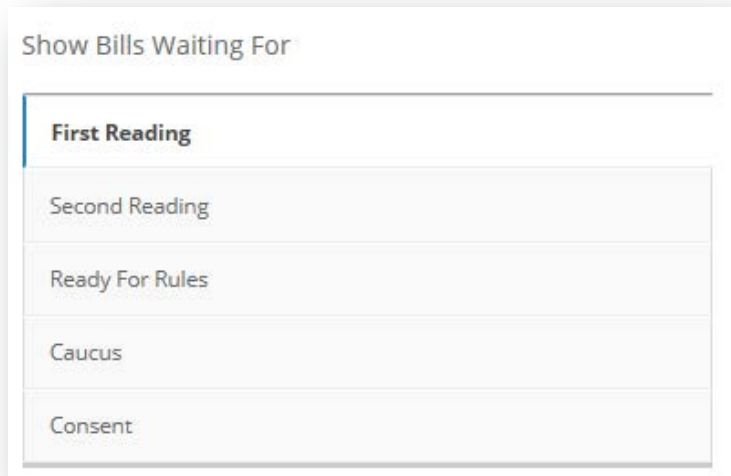 Show Bills Waiting For
First Reading
Second Reading
Ready For Rules
Caucus
Consent